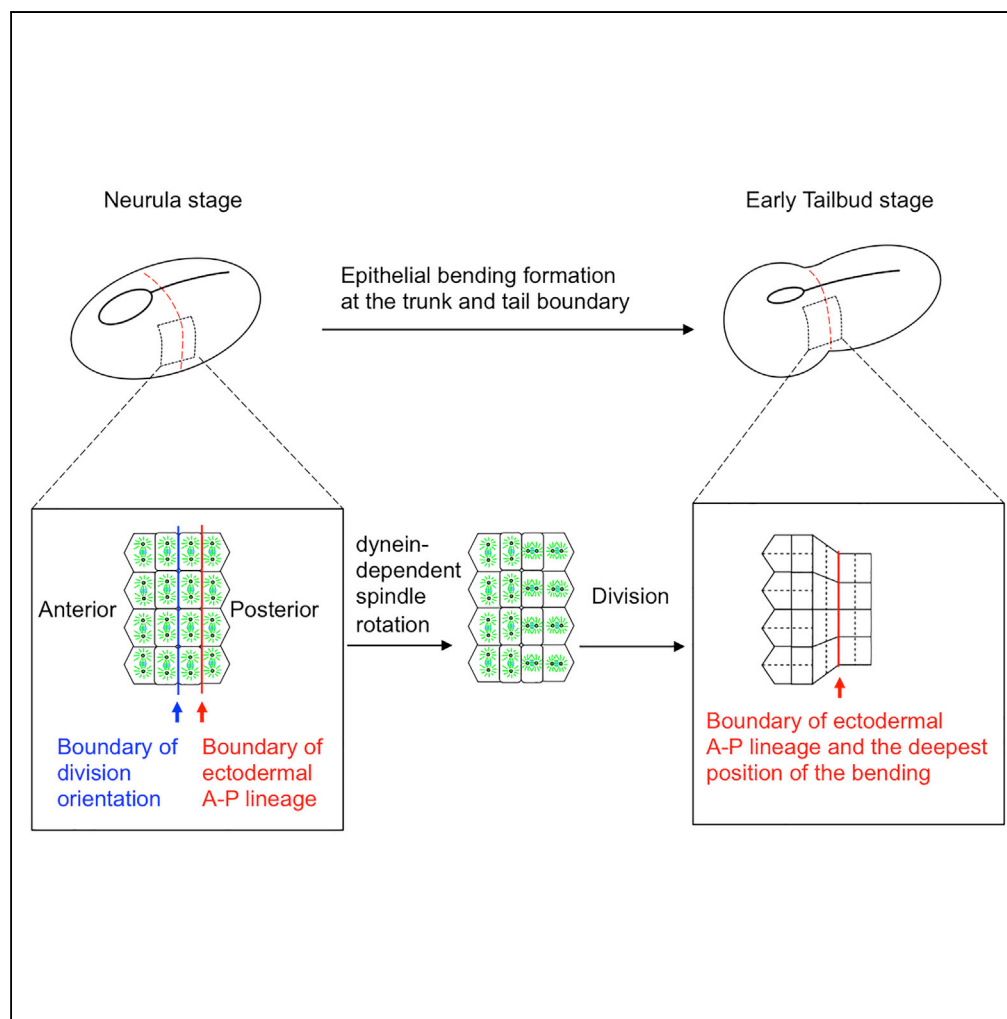 Neurula stage
Early Tailbud stage
Epithelial bending formation
at the trunk and tail boundary
Anterior
Posterior
dynein-
dependent
spindle
rotation
Division
Boundary of
division
orientation
Boundary of
ectodermal
A-P lineage
Boundary of ectodermal
A-P lineage and the deepest
position of the bending